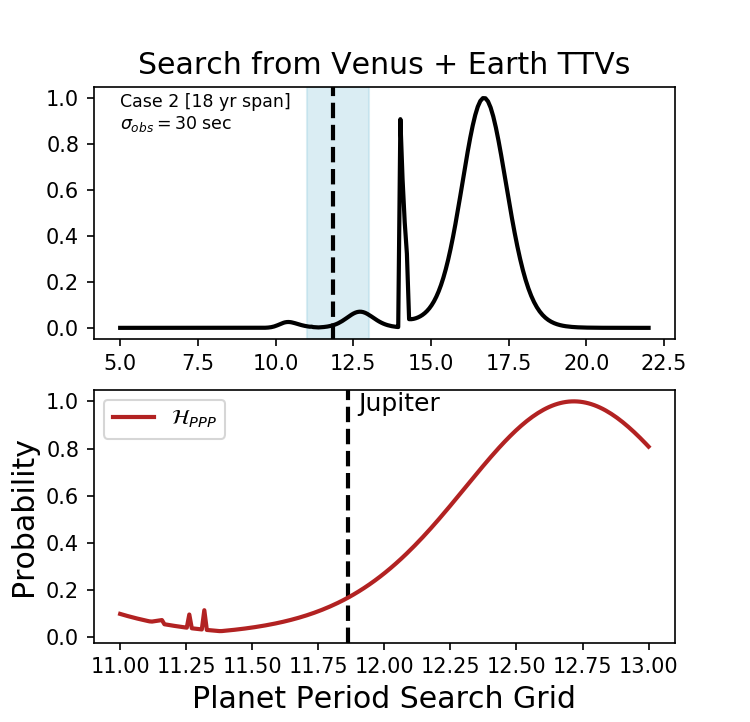 Search from Venus + Earth TTVs
Case 2 [18 yr span]
σ_obs = 30 sec
1.0
0.8
0.6
0.4
0.2
0.0
5.0 7.5 10.0 12.5 15.0 17.5 20.0 22.5
Jupiter
ℋ_PPP
Probability
1.0
0.8
0.6
0.4
0.2
0.0
11.00 11.25 11.50 11.75 12.00 12.25 12.50 12.75 13.00
Planet Period Search Grid